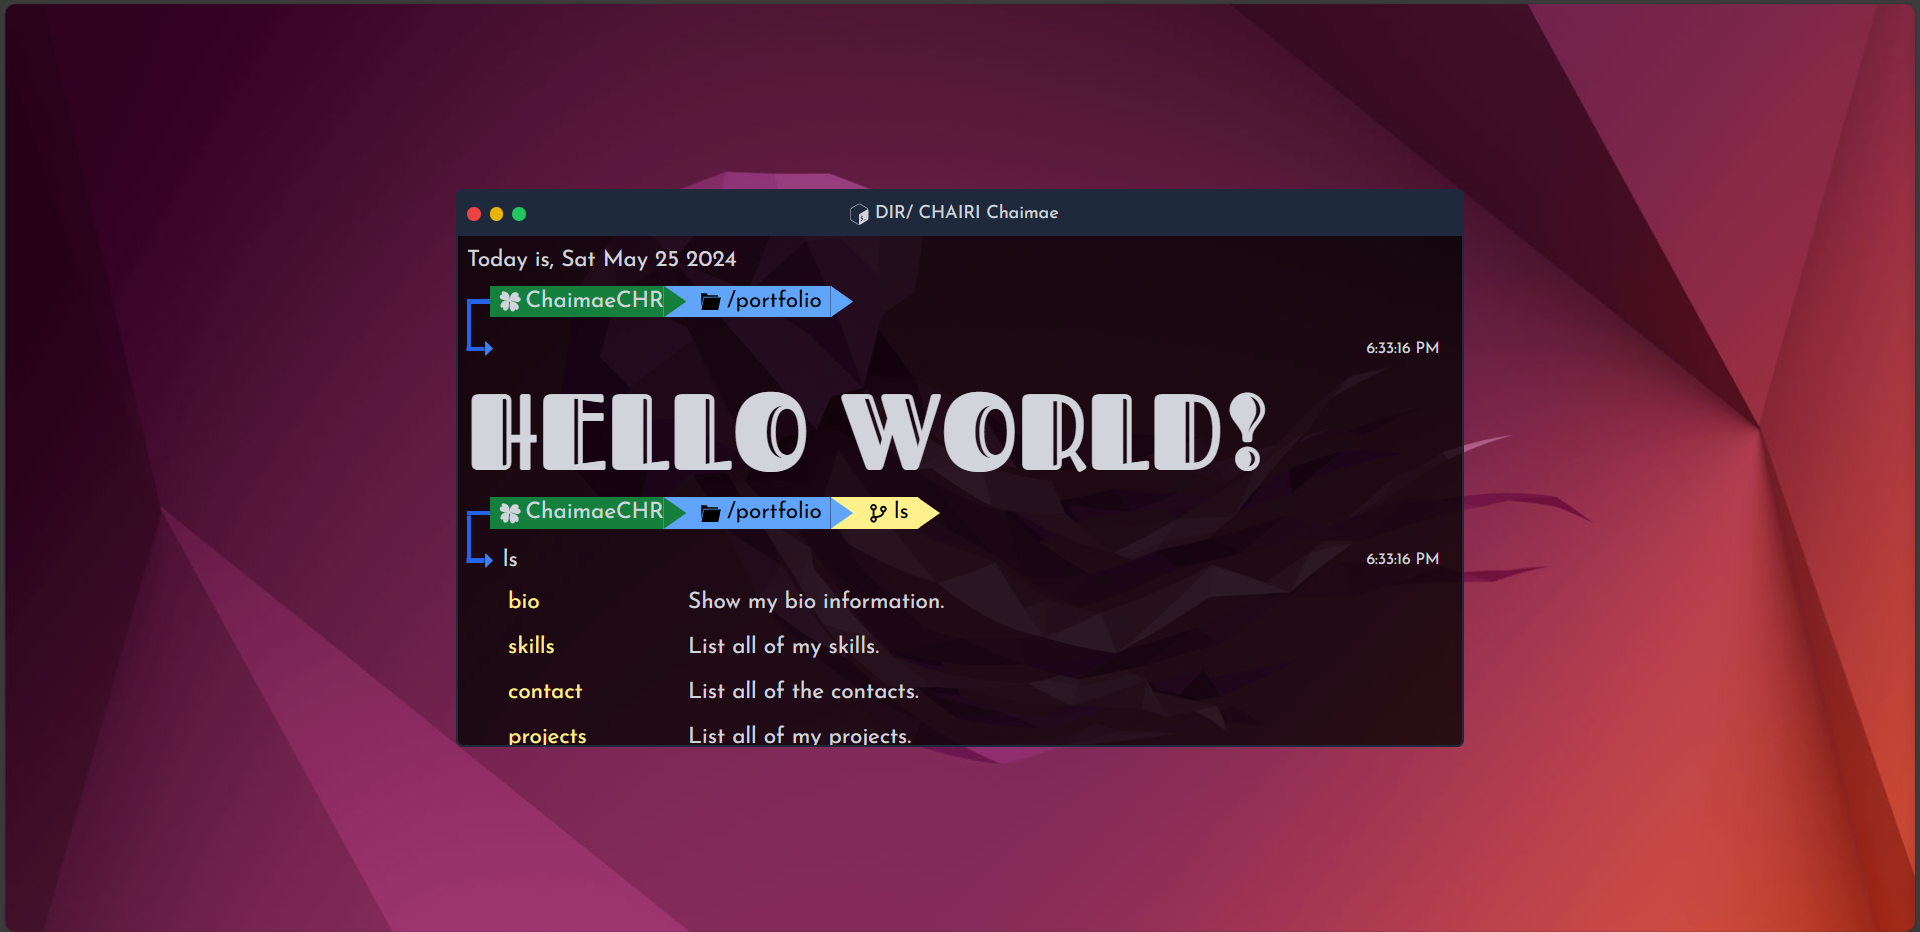 DIR/ CHAIRI Chaimae
Today is, Sat May 25 2024
ChaimaeCHR /portfolio
6:33:16 PM
HELLO WORLD!
ChaimaeCHR /portfolio ls
ls 6:33:16 PM
bio Show my bio information.
skills List all of my skills.
contact List all of the contacts.
projects List all of my projects.